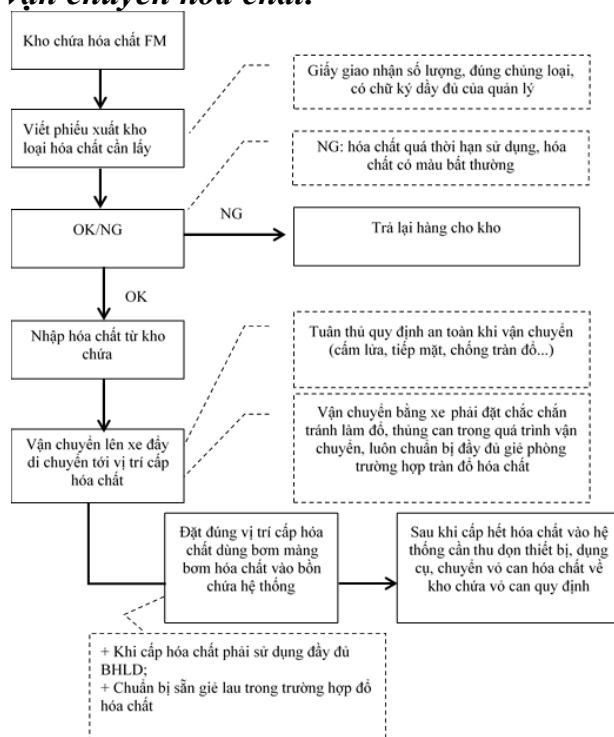 Vận chuyển hóa chất:
Kho chứa hóa chất FM
Giấy giao nhận số lượng, đúng chủng loại,
có chữ ký đầy đủ của quản lý
Viết phiếu xuất kho
loại hóa chất cần lấy
NG: hóa chất quá thời hạn sử dụng, hóa
chất có màu bất thường
OK/NG
NG
Trả lại hàng cho kho
OK
Nhập hóa chất từ kho
chứa
Tuân thủ quy định an toàn khi vận chuyển
(cấm lửa, tiếp mặt, chống tràn đổ...)
Vận chuyển lên xe đẩy
di chuyển tới vị trí cấp
hóa chất
Vận chuyển bằng xe phải đặt chắc chắn
tránh làm đổ, thủng can trong quá trình vận
chuyển, luôn chuẩn bị đầy đủ giẻ phòng
trường hợp tràn đổ hóa chất
Đặt đúng vị trí cấp hóa
chất dùng bơm màng
bơm hóa chất vào bồn
chứa hệ thống
Sau khi cấp hết hóa chất vào hệ
thống cần thu dọn thiết bị, dụng
cụ, chuyển vỏ can hóa chất về
kho chứa vỏ can quy định
+ Khi cấp hóa chất phải sử dụng đầy đủ
BHLD;
+ Chuẩn bị sẵn giẻ lau trong trường hợp đổ
hóa chất